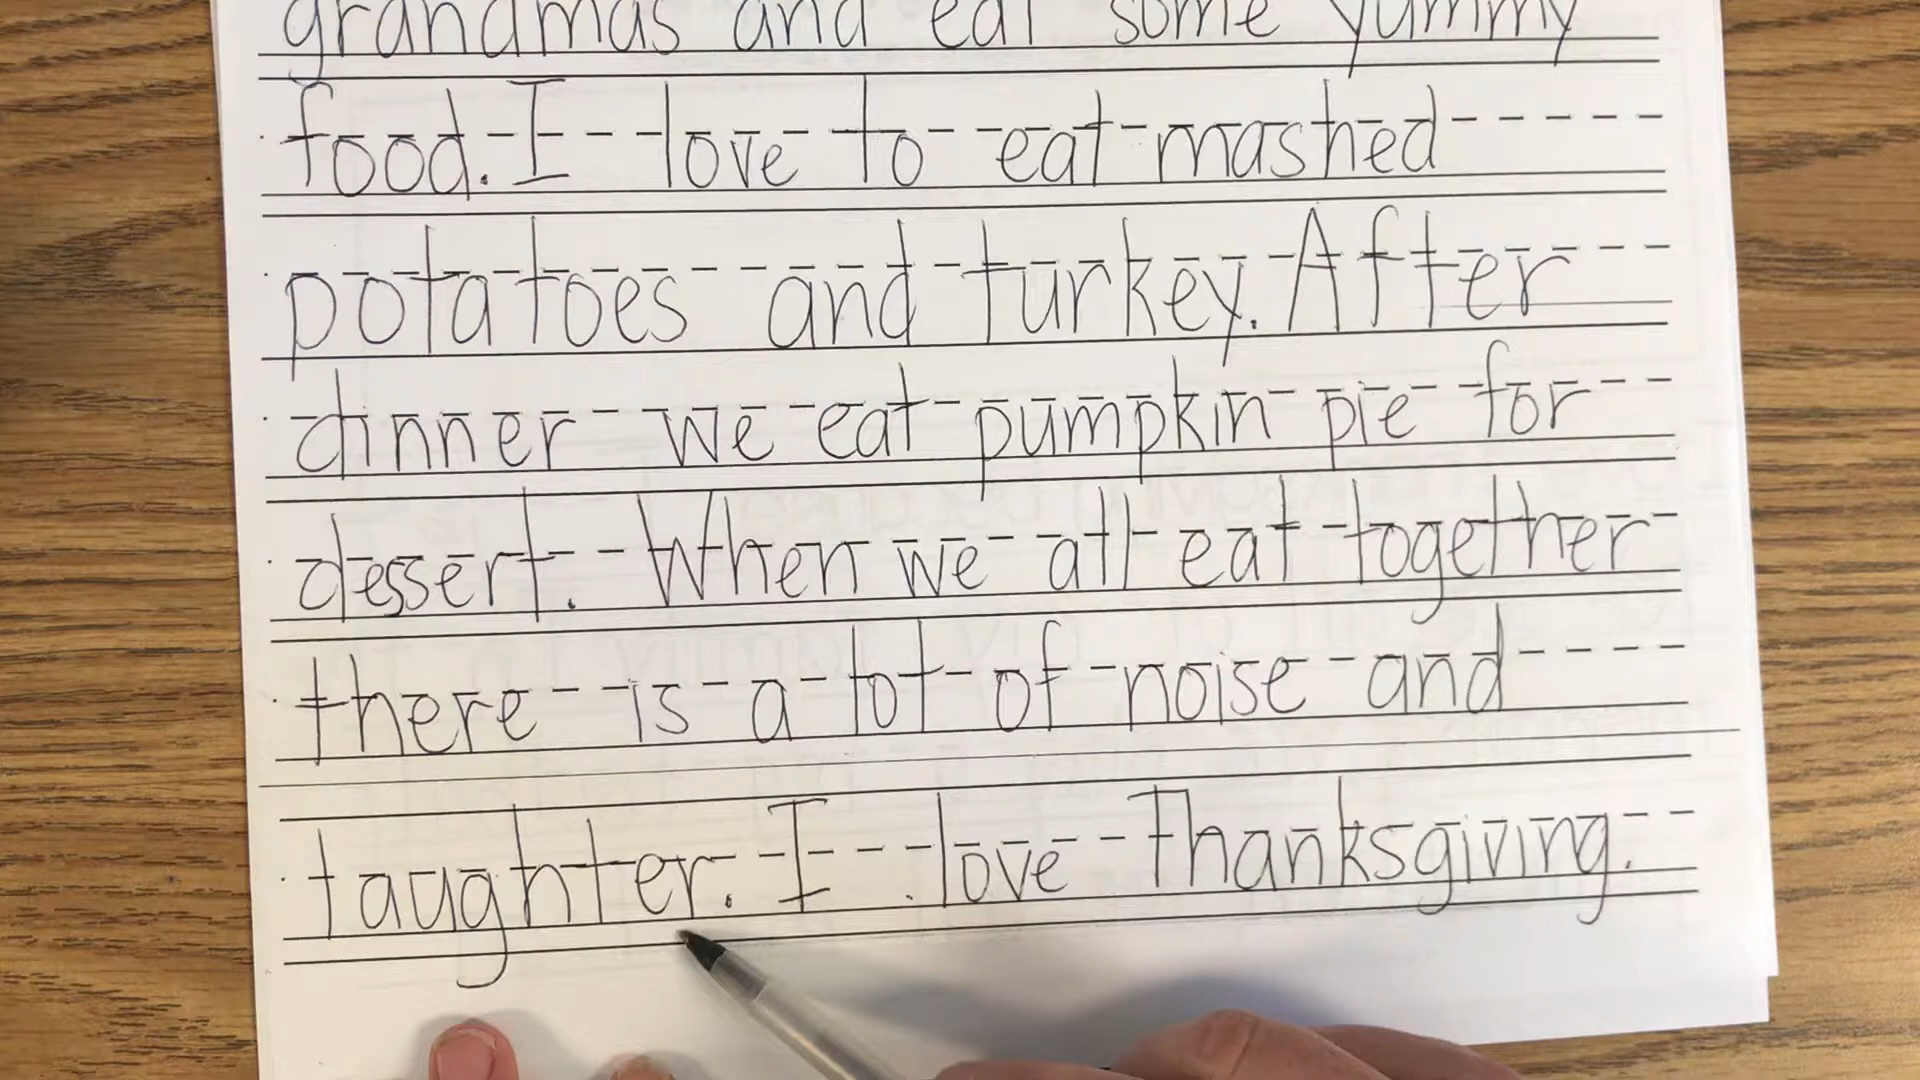 grandmas and eat some yummy
food. I love to eat mashed
potatoes and turkey. After
dinner we eat pumpkin pie for
dessert. When we all eat together
there is a lot of noise and
laughter. I love Thanksgiving.